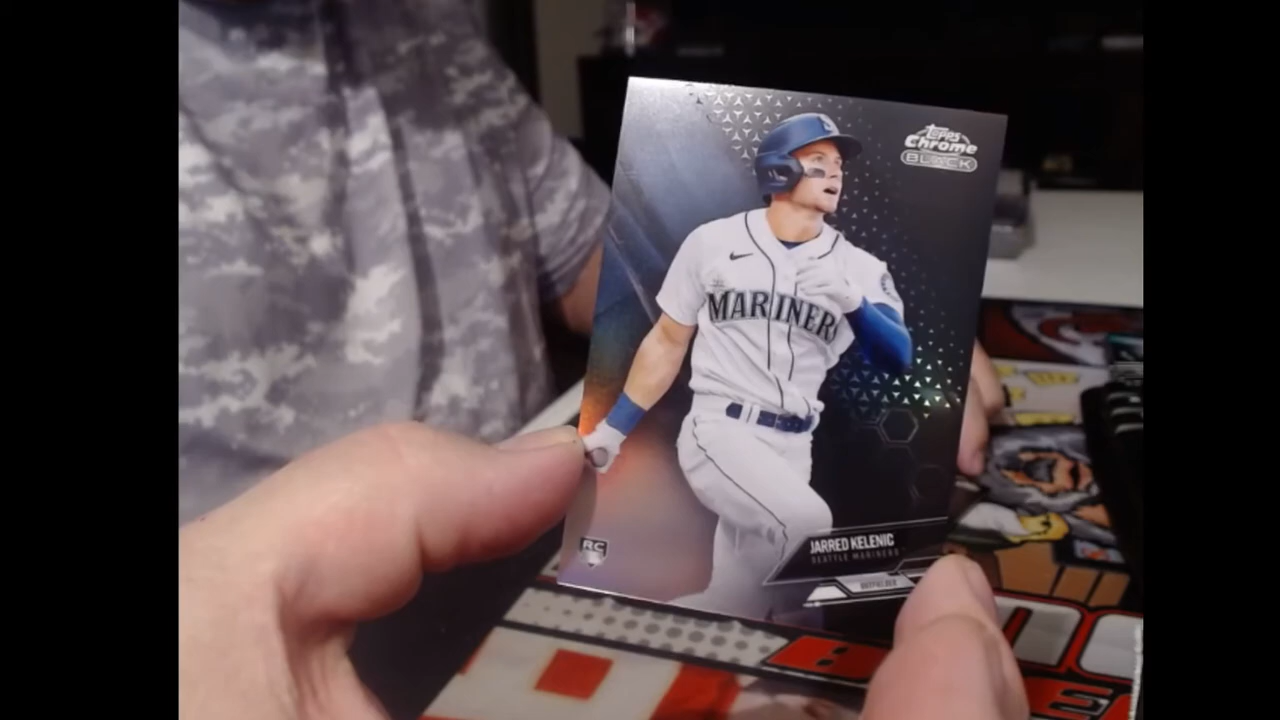 Topps
Chrome
BLACK
MARINERS
RC
JARRED KELENIC
SEATTLE MARINERS
OUTFIELDER